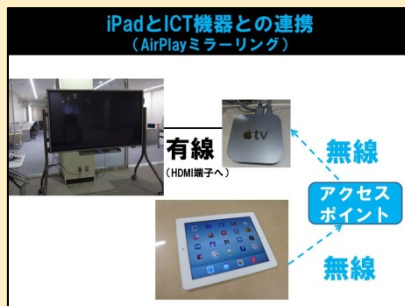 iPadとICT機器との連携
（AirPlayミラーリング）
有線
（HDMI端子へ）
tv
無線
アクセス
ポイント
無線